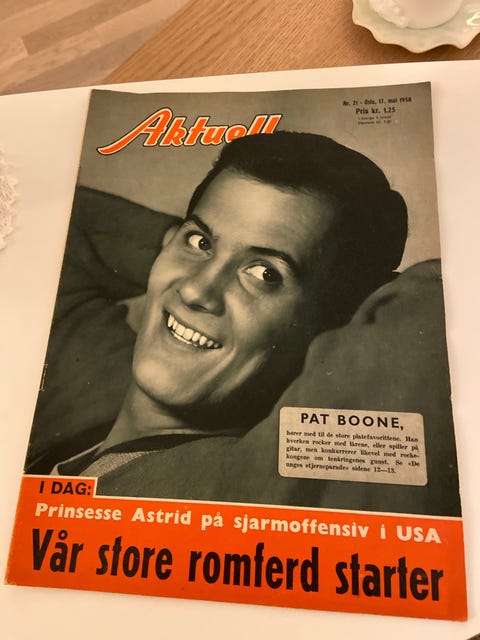 Aktuell
Nr. 21 - Oslo, 17. mai 1958
Pris kr. 1.25
PAT BOONE,
hører med til de store platefavorittene. Han
hverken rocker med tårene, eller spiller på
gitar, men konkurrerer likevel med rocke-
kongene om tenåringenes gunst. Se «De
unges stjerneparade» sidene 12—13.
I DAG:
Prinsesse Astrid på sjarmoffensiv i USA
Vår store romferd starter